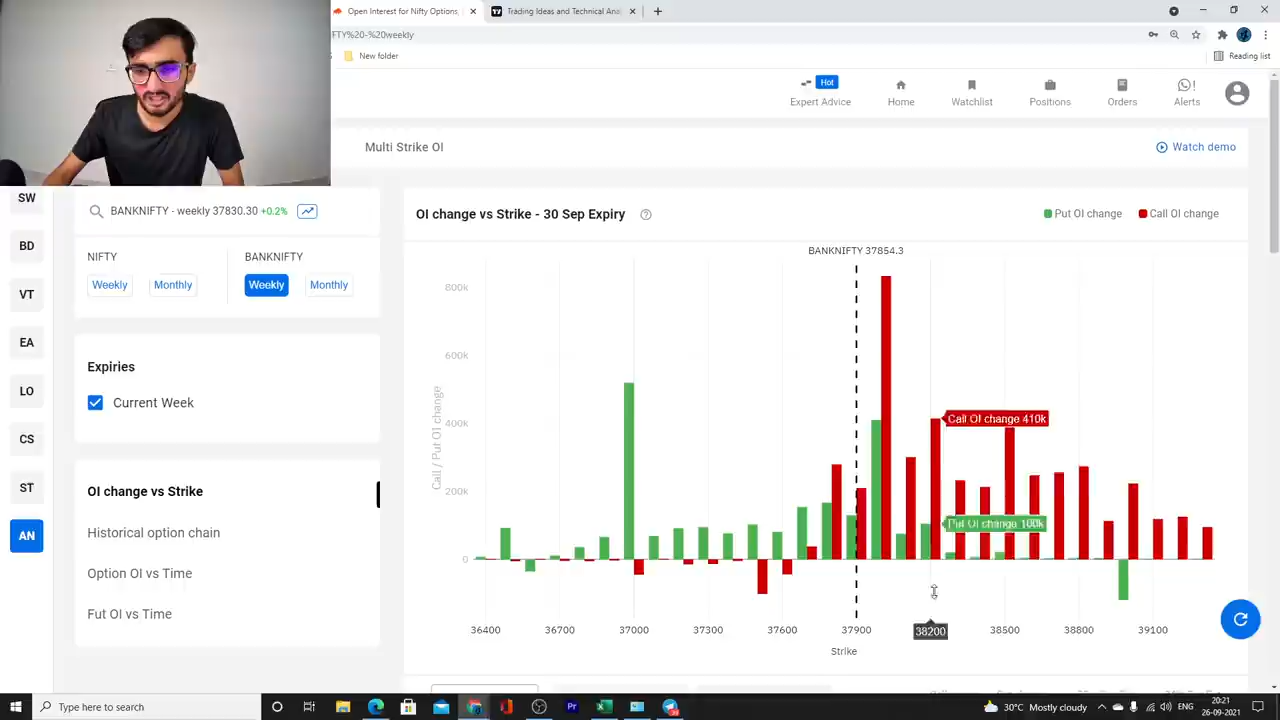 Open Interest for Nifty Options,
Trading Ideas and Technical Ana
FTY%20-%20weekly
New folder
Reading list
Hot
Expert Advice
Home
Watchlist
Positions
Orders
Alerts
Multi Strike OI
Watch demo
SW
BD
VT
EA
LO
CS
ST
AN
BANKNIFTY - weekly 37830.30 +0.2%
NIFTY
BANKNIFTY
Weekly
Monthly
Weekly
Monthly
Expiries
Current Week
OI change vs Strike
Historical option chain
Option OI vs Time
Fut OI vs Time
OI change vs Strike - 30 Sep Expiry
Put OI change
Call OI change
BANKNIFTY 37854.3
800k
600k
400k
200k
0
Call / Put OI change
Call OI change 410k
Put OI change 100k
36400
36700
37000
37300
37600
37900
38200
38500
38800
39100
Strike
Type here to search
30°C Mostly cloudy
ENG
20:21
26-09-2021